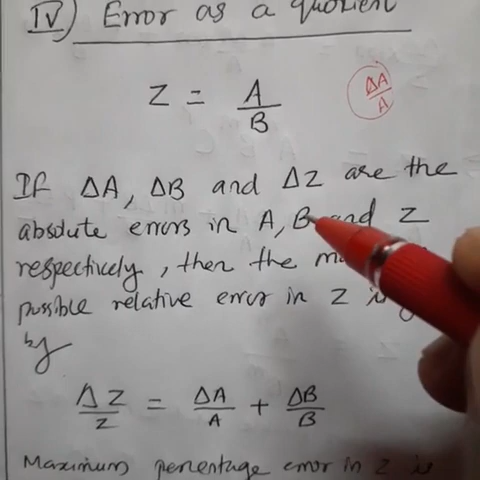 IV) Error as a quotient
Z = A/B
ΔA/A
If ΔA, ΔB and ΔZ are the
absolute errors in A, B and Z
respectively, then the
possible relative error in Z is
by
ΔZ/Z = ΔA/A + ΔB/B
Maximum percentage error in Z is